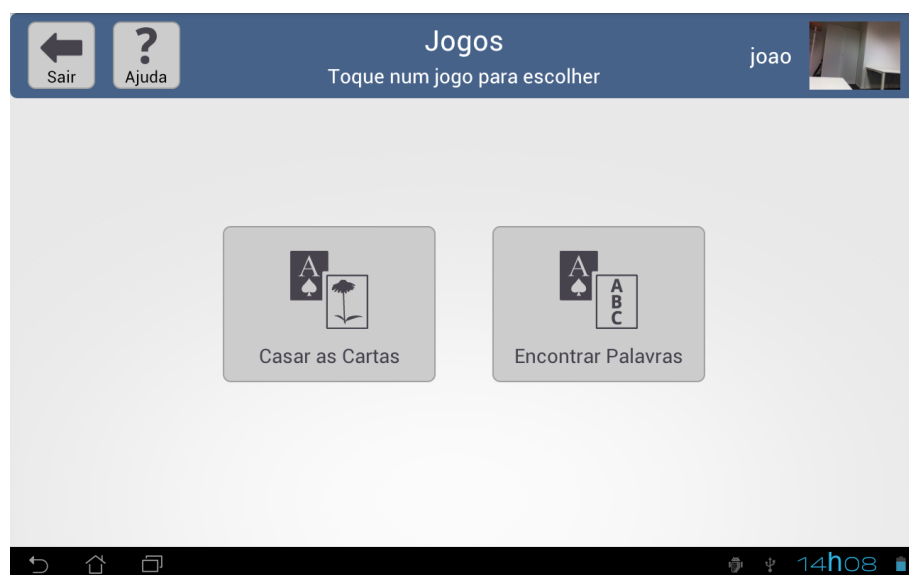 Sair
Ajuda
Jogos
Toque num jogo para escolher
joao
A
A
A
B
C
Casar as Cartas
Encontrar Palavras
14h08